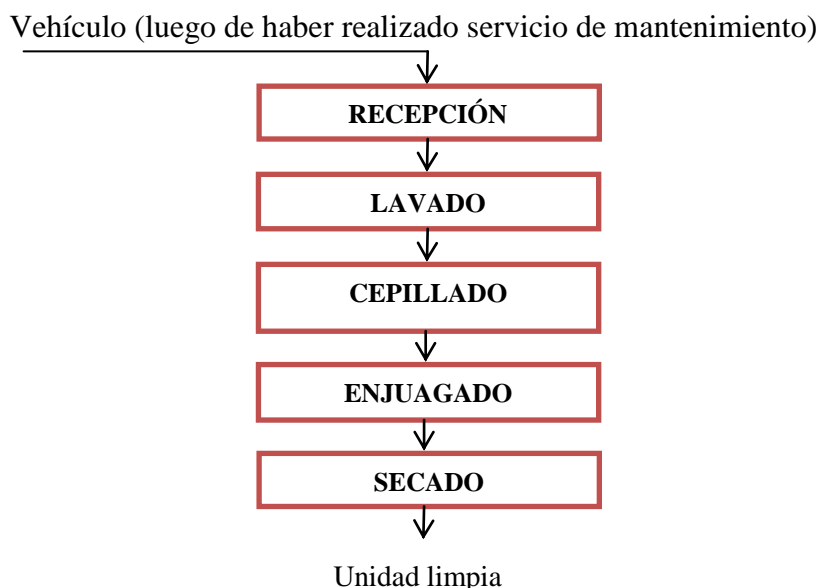 Vehículo (luego de haber realizado servicio de mantenimiento)
RECEPCIÓN
LAVADO
CEPILLADO
ENJUAGADO
SECADO
Unidad limpia